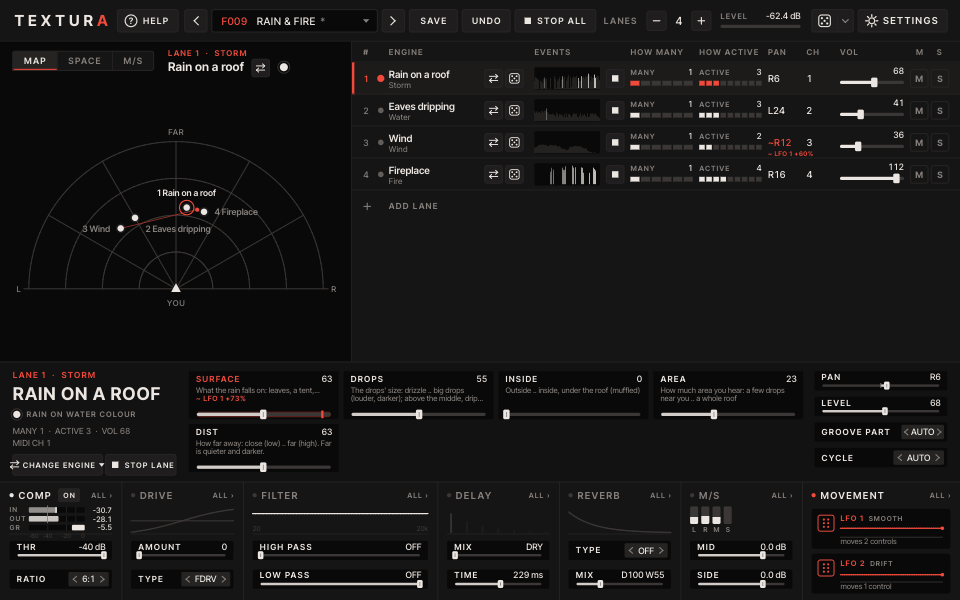 TEXTURA
? HELP
F009 RAIN & FIRE *
SAVE
UNDO
STOP ALL
LANES
4
LEVEL -62.4 dB
SETTINGS
MAP SPACE M/S
LANE 1 · STORM
Rain on a roof
FAR
1 Rain on a roof
4 Fireplace
3 Wind
2 Eaves dripping
L
R
YOU
# ENGINE EVENTS HOW MANY HOW ACTIVE PAN CH VOL M S
1 Rain on a roof MANY 1 ACTIVE 3 R6 1 68 M S
Storm
2 Eaves dripping MANY 1 ACTIVE 3 L24 2 41 M S
Water
3 Wind MANY 1 ACTIVE 2 ~R12 3 36 M S
Wind ~ LFO 1 +60%
4 Fireplace MANY 1 ACTIVE 4 R16 4 112 M S
Fire
+ ADD LANE
LANE 1 · STORM
RAIN ON A ROOF
RAIN ON WATER COLOUR
MANY 1 · ACTIVE 3 · VOL 68
MIDI CH 1
CHANGE ENGINE
STOP LANE
SURFACE 63
What the rain falls on: leaves, a tent,...
~ LFO 1 +73%
DROPS 55
The drops' size: drizzle .. big drops
(louder, darker); above the middle, drip...
INSIDE 0
Outside .. inside, under the roof (muffled)
AREA 23
How much area you hear: a few drops
near you .. a whole roof
DIST 63
How far away: close (low) .. far (high). Far
is quieter and darker.
PAN R6
LEVEL 68
GROOVE PART < AUTO >
CYCLE < AUTO >
COMP ON ALL ›
IN -30.7
OUT -28.1
GR -5.5
THR -40 dB
RATIO < 6:1 >
DRIVE ALL ›
AMOUNT 0
TYPE < FDRV >
FILTER ALL ›
20 20k
HIGH PASS OFF
LOW PASS OFF
DELAY ALL ›
MIX DRY
TIME 229 ms
REVERB ALL ›
TYPE < OFF >
MIX D100 W55
M/S ALL ›
L R M S
MID 0.0 dB
SIDE 0.0 dB
MOVEMENT ALL ›
LFO 1 SMOOTH
moves 2 controls
LFO 2 DRIFT
moves 1 control